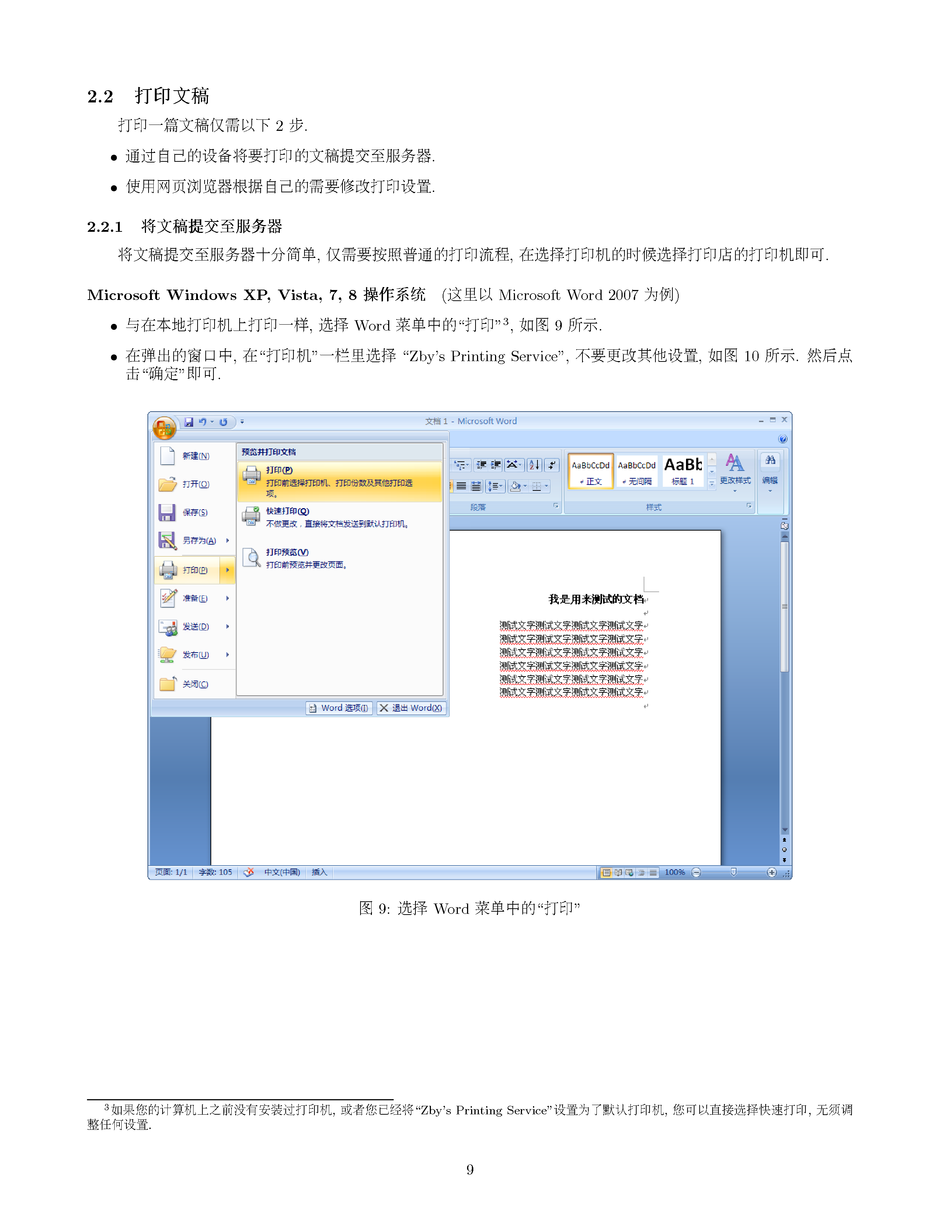 2.2 打印文稿
打印一篇文稿仅需以下 2 步.
• 通过自己的设备将要打印的文稿提交至服务器.
• 使用网页浏览器根据自己的需要修改打印设置.
2.2.1 将文稿提交至服务器
将文稿提交至服务器十分简单, 仅需要按照普通的打印流程, 在选择打印机的时候选择打印店的打印机即可.
Microsoft Windows XP, Vista, 7, 8 操作系统 (这里以 Microsoft Word 2007 为例)
• 与在本地打印机上打印一样, 选择 Word 菜单中的“打印”3, 如图 9 所示.
• 在弹出的窗口中, 在“打印机”一栏里选择 “Zby's Printing Service”, 不要更改其他设置, 如图 10 所示. 然后点
击“确定”即可.
文档 1 - Microsoft Word
新建(N)
打开(O)
保存(S)
另存为(A)
打印(P)
准备(E)
发送(D)
发布(U)
关闭(C)
预览并打印文档
打印(P)
打印前选择打印机、打印份数及其他打印选
项。
快速打印(Q)
不做更改，直接将文档发送到默认打印机。
打印预览(V)
打印前预览并更改页面。
Word 选项(I) 退出 Word(X)
AaBbCcDd AaBbCcDd AaBb
正文 无间隔 标题 1 更改样式 编辑
段落 样式
我是用来测试的文档
测试文字测试文字测试文字测试文字
测试文字测试文字测试文字测试文字
测试文字测试文字测试文字测试文字
测试文字测试文字测试文字测试文字
测试文字测试文字测试文字测试文字
测试文字测试文字测试文字测试文字
页面: 1/1 字数: 105 中文(中国) 插入 100%
图 9: 选择 Word 菜单中的“打印”
3如果您的计算机上之前没有安装过打印机, 或者您已经将“Zby's Printing Service”设置为了默认打印机, 您可以直接选择快速打印, 无须调
整任何设置.
9